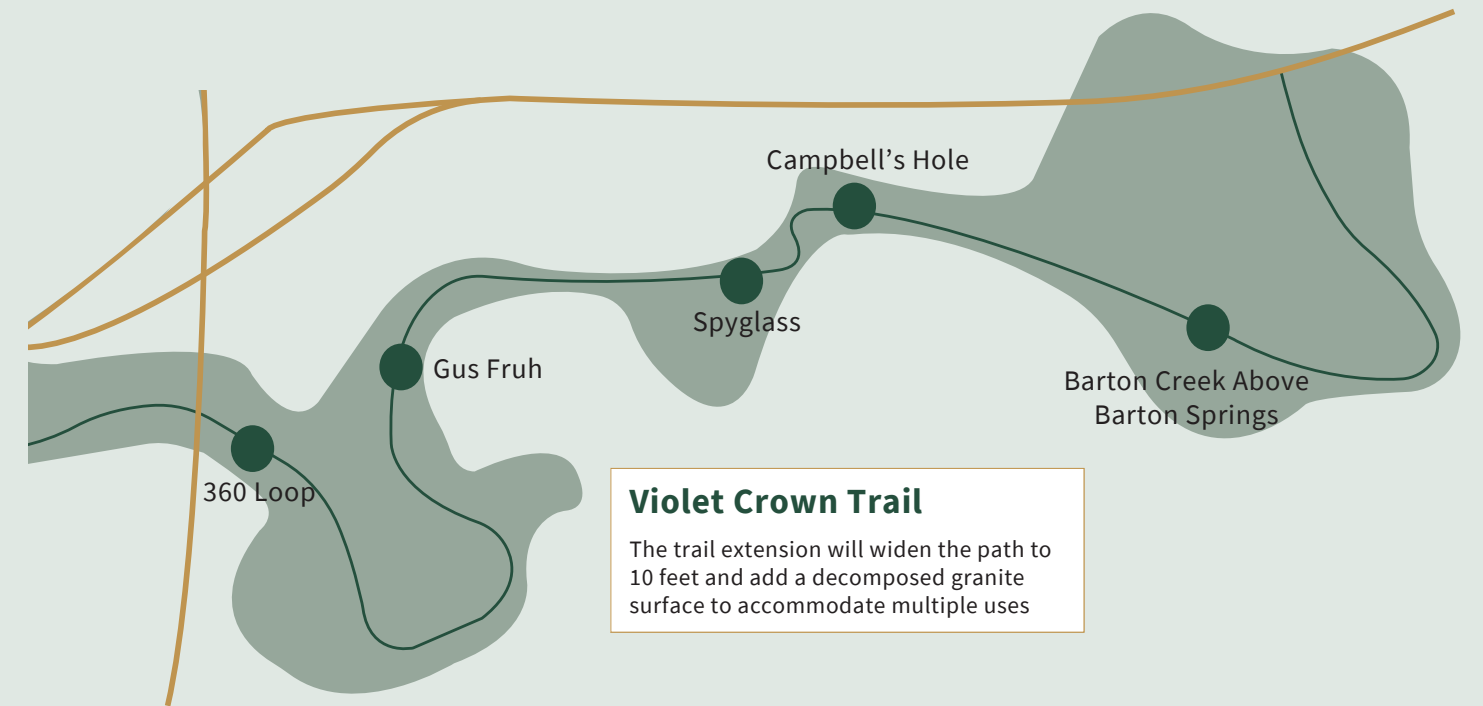 Campbell’s Hole
Spyglass
Gus Fruh
Barton Creek Above
Barton Springs
360 Loop
Violet Crown Trail
The trail extension will widen the path to
10 feet and add a decomposed granite
surface to accommodate multiple uses